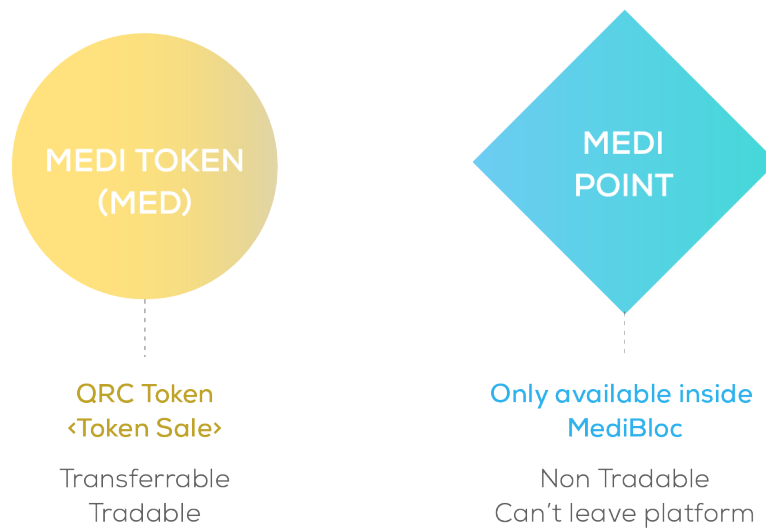 MEDI TOKEN
(MED)
QRC Token
<Token Sale>
Transferrable
Tradable
MEDI
POINT
Only available inside
MediBloc
Non Tradable
Can't leave platform